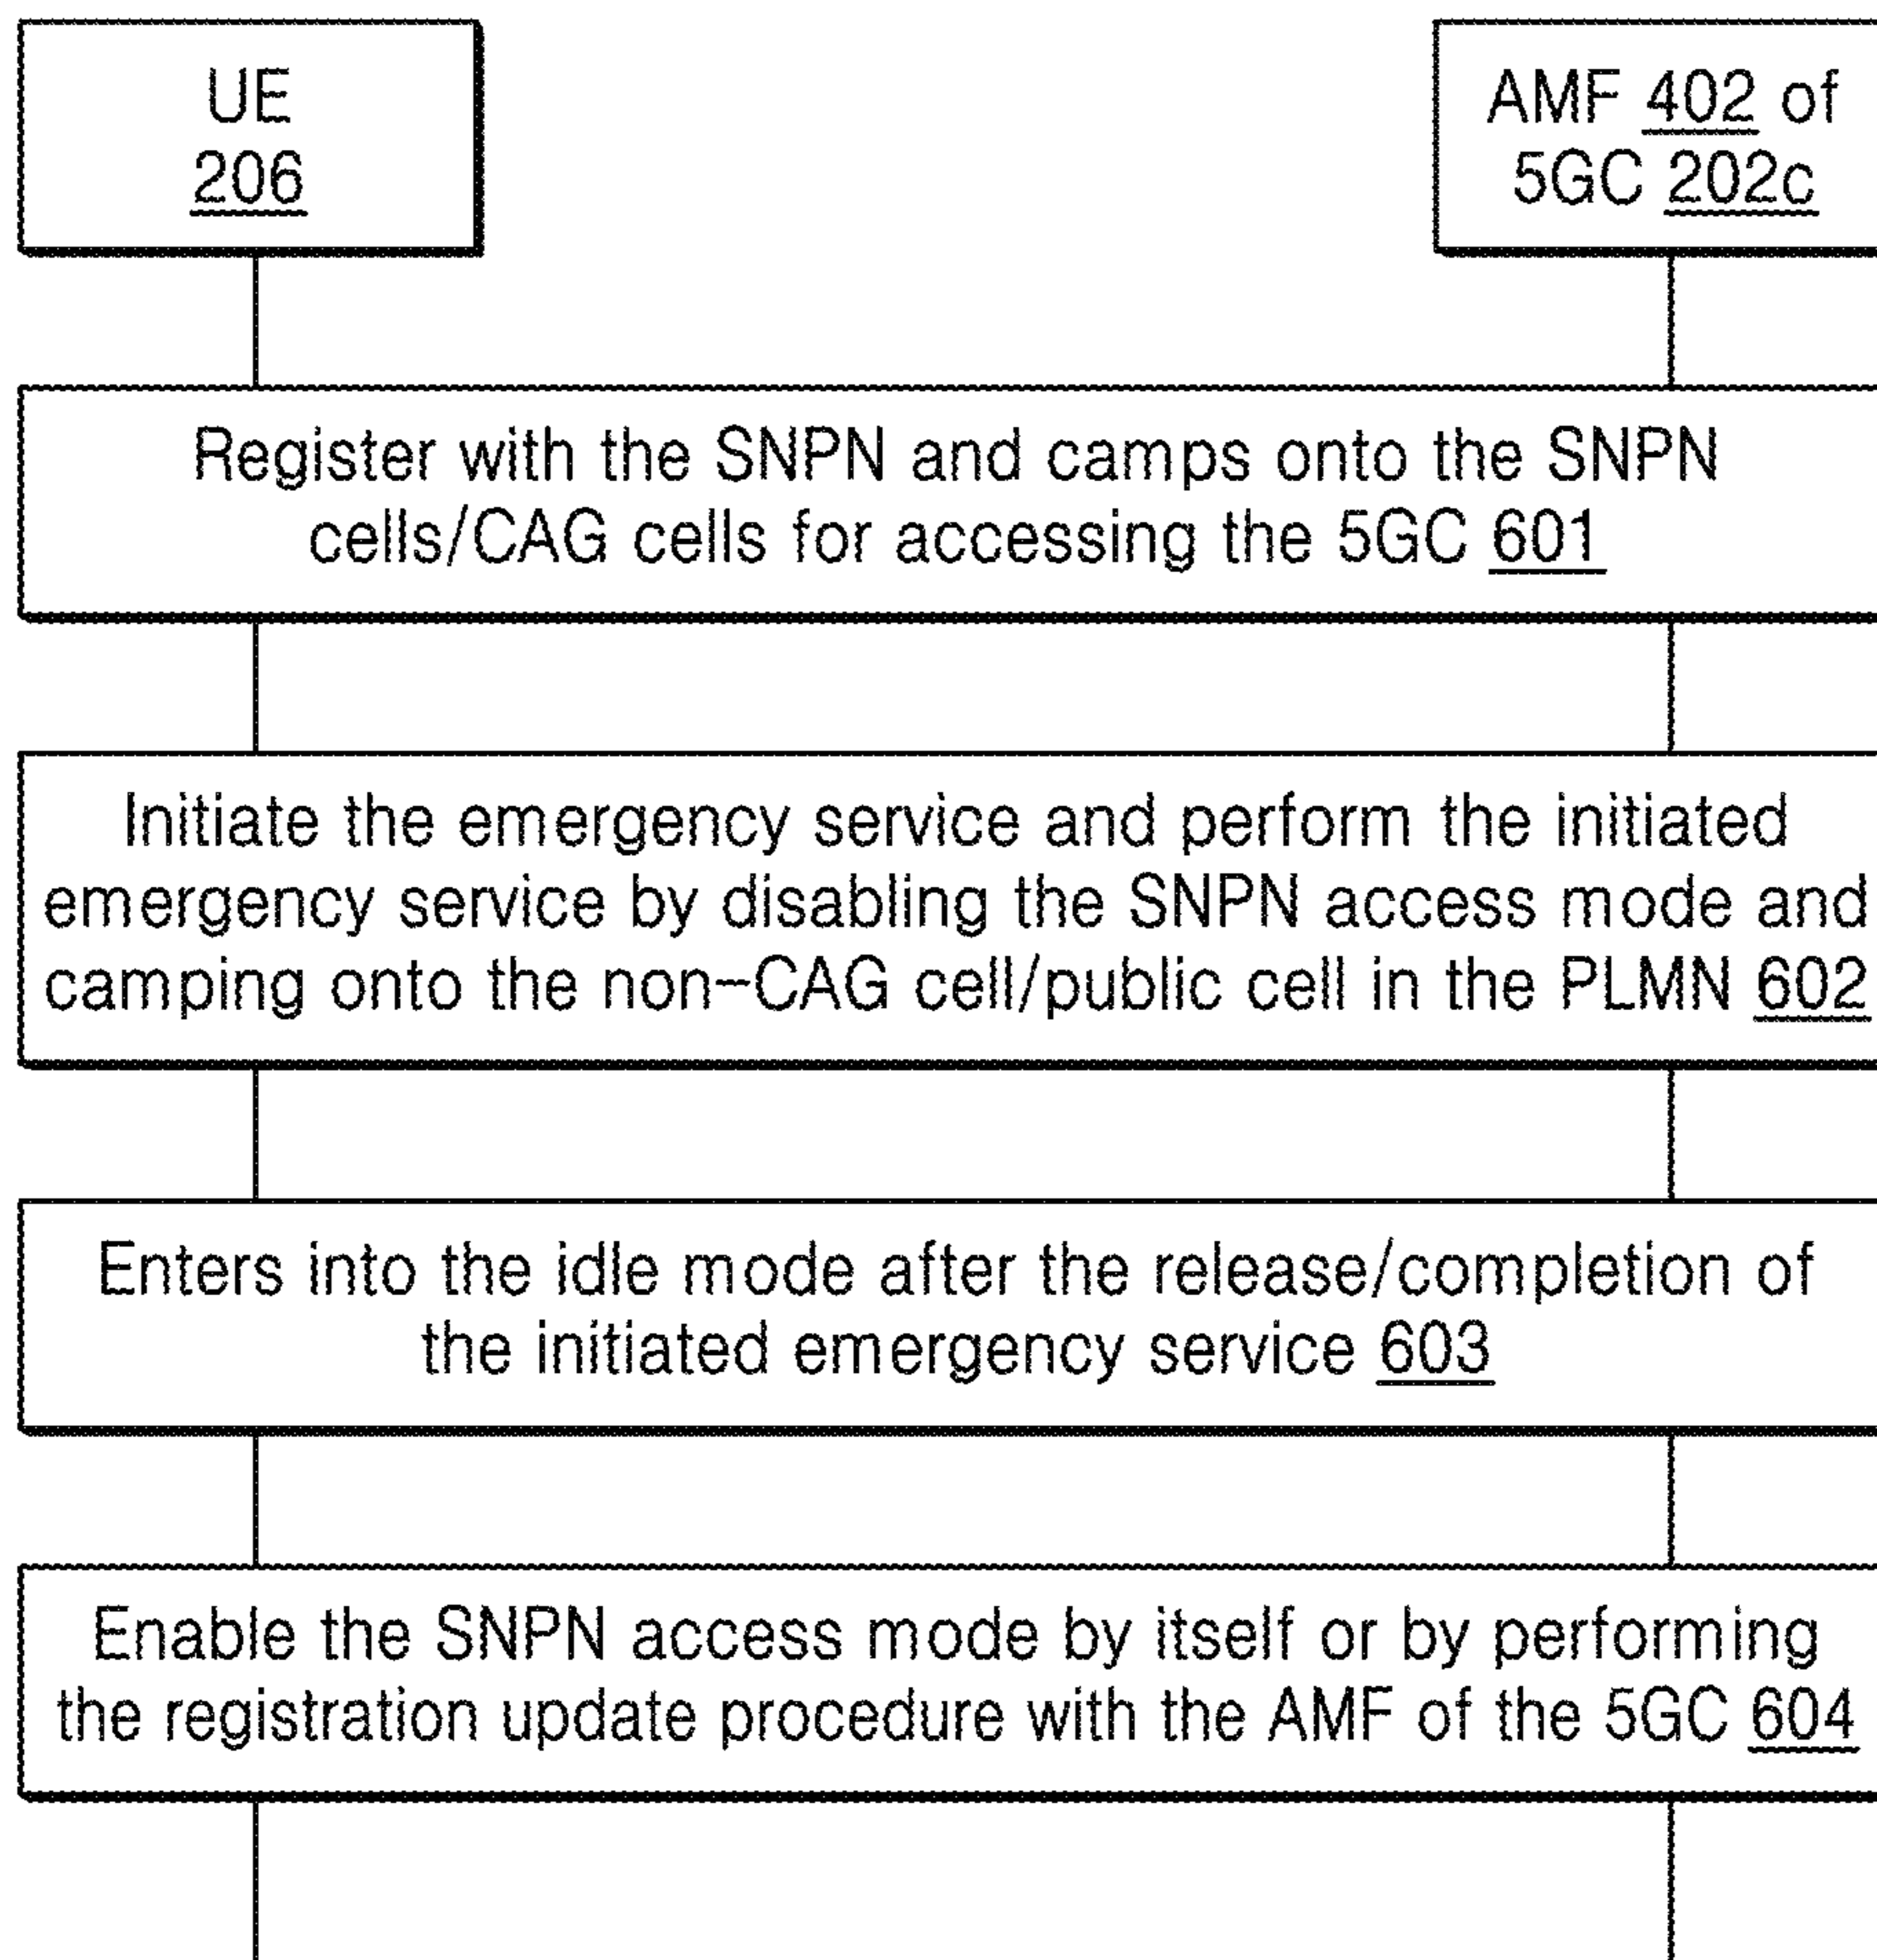 UE
206
AMF 402 of
5GC 202c
Register with the SNPN and camps onto the SNPN
cells/CAG cells for accessing the 5GC 601
Initiate the emergency service and perform the initiated
emergency service by disabling the SNPN access mode and
camping onto the non-CAG cell/public cell in the PLMN 602
Enters into the idle mode after the release/completion of
the initiated emergency service 603
Enable the SNPN access mode by itself or by performing
the registration update procedure with the AMF of the 5GC 604